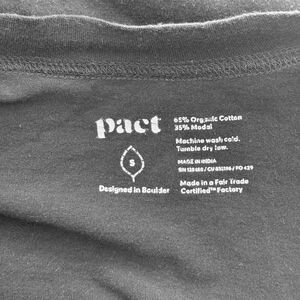 pact
S
Designed in Boulder
65% Organic Cotton
35% Modal
Machine wash cold.
Tumble dry low.
MADE IN INDIA
Made in a Fair Trade
Certified™ Factory